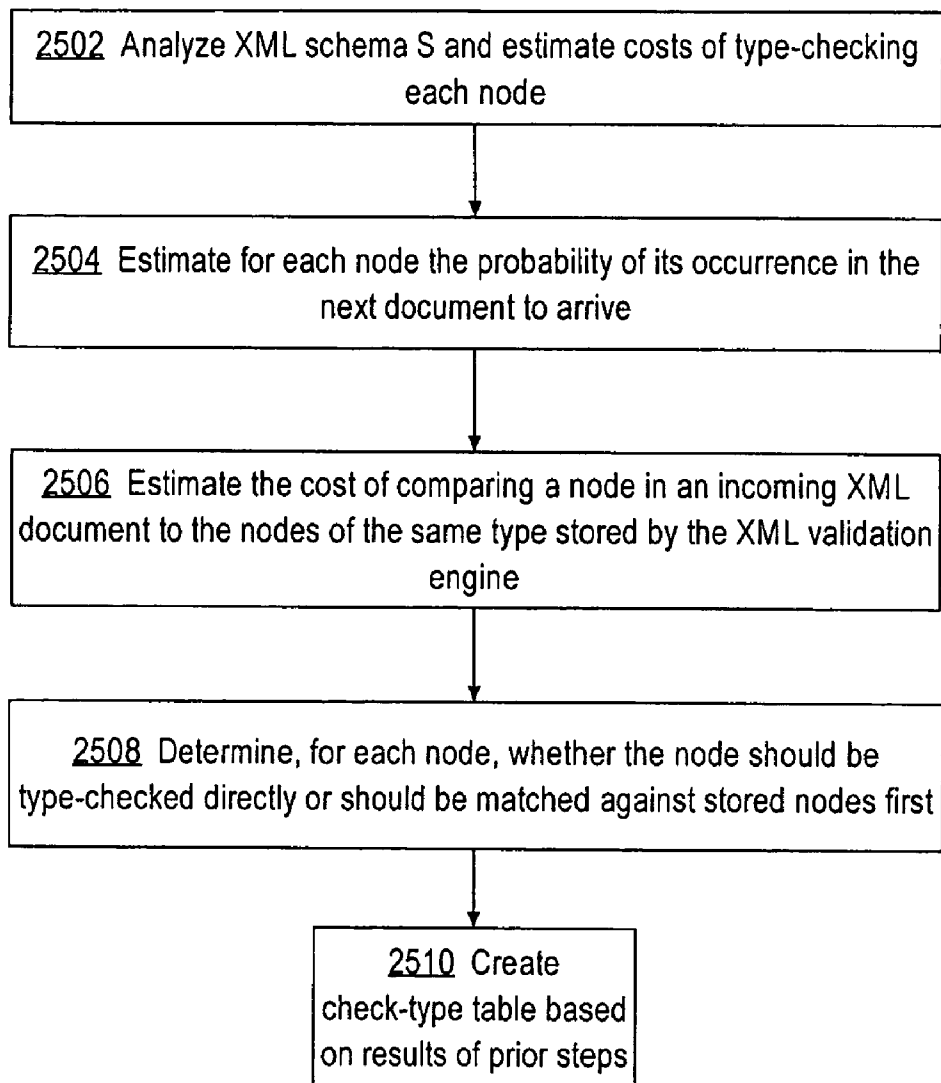 2502 Analyze XML schema S and estimate costs of type-checking
each node
2504 Estimate for each node the probability of its occurrence in the
next document to arrive
2506 Estimate the cost of comparing a node in an incoming XML
document to the nodes of the same type stored by the XML validation
engine
2508 Determine, for each node, whether the node should be
type-checked directly or should be matched against stored nodes first
2510 Create
check-type table based
on results of prior steps